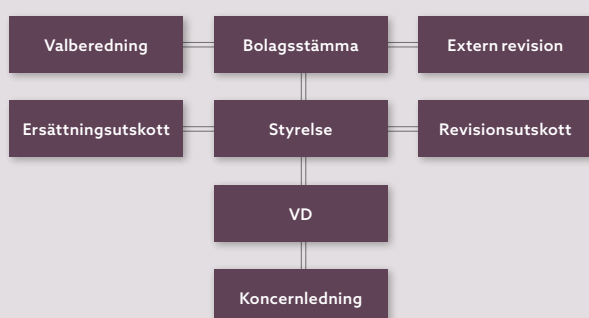 Valberedning
Bolagsstämma
Extern revision
Ersättningsutskott
Styrelse
Revisionsutskott
VD
Koncernledning